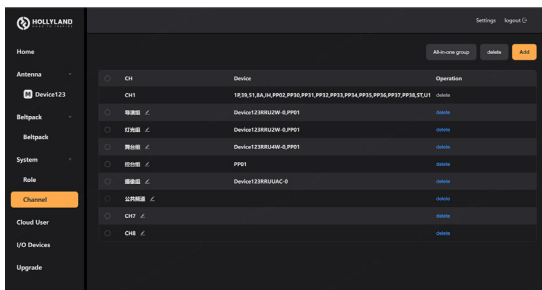 HOLLYLAND
Settings logout
Home
All-in-one group delete Add
Antenna
CH Device Operation
Device123
CH1 1P,39,51,8A,IH,PP02,PP30,PP31,PP32,PP33,PP34,PP35,PP36,PP37,PP38,ST,U1 delete
Beltpack
导演组 Device123RRU2W-0,PP01 delete
灯光组 Device123RRU2W-0,PP01 delete
Beltpack
舞台组 Device123RRU4W-0,PP01 delete
System
控台组 PP01 delete
Role
摄像组 Device123RRUUAC-0 delete
Channel
公共频道 delete
CH7 delete
Cloud User
CH8 delete
I/O Devices
Upgrade